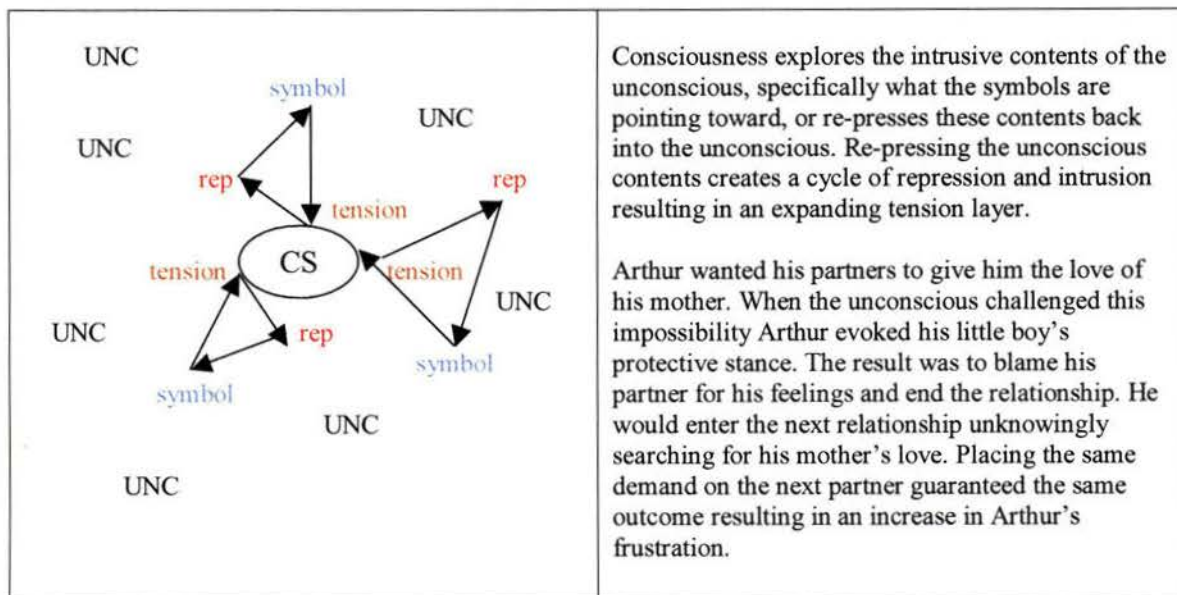 UNC
symbol
UNC
UNC
rep
rep
tension
CS
tension
tension
UNC
UNC
rep
symbol
symbol
UNC
UNC
Consciousness explores the intrusive contents of the
unconscious, specifically what the symbols are
pointing toward, or re-presses these contents back
into the unconscious. Re-pressing the unconscious
contents creates a cycle of repression and intrusion
resulting in an expanding tension layer.
Arthur wanted his partners to give him the love of
his mother. When the unconscious challenged this
impossibility Arthur evoked his little boy's
protective stance. The result was to blame his
partner for his feelings and end the relationship. He
would enter the next relationship unknowingly
searching for his mother's love. Placing the same
demand on the next partner guaranteed the same
outcome resulting in an increase in Arthur's
frustration.